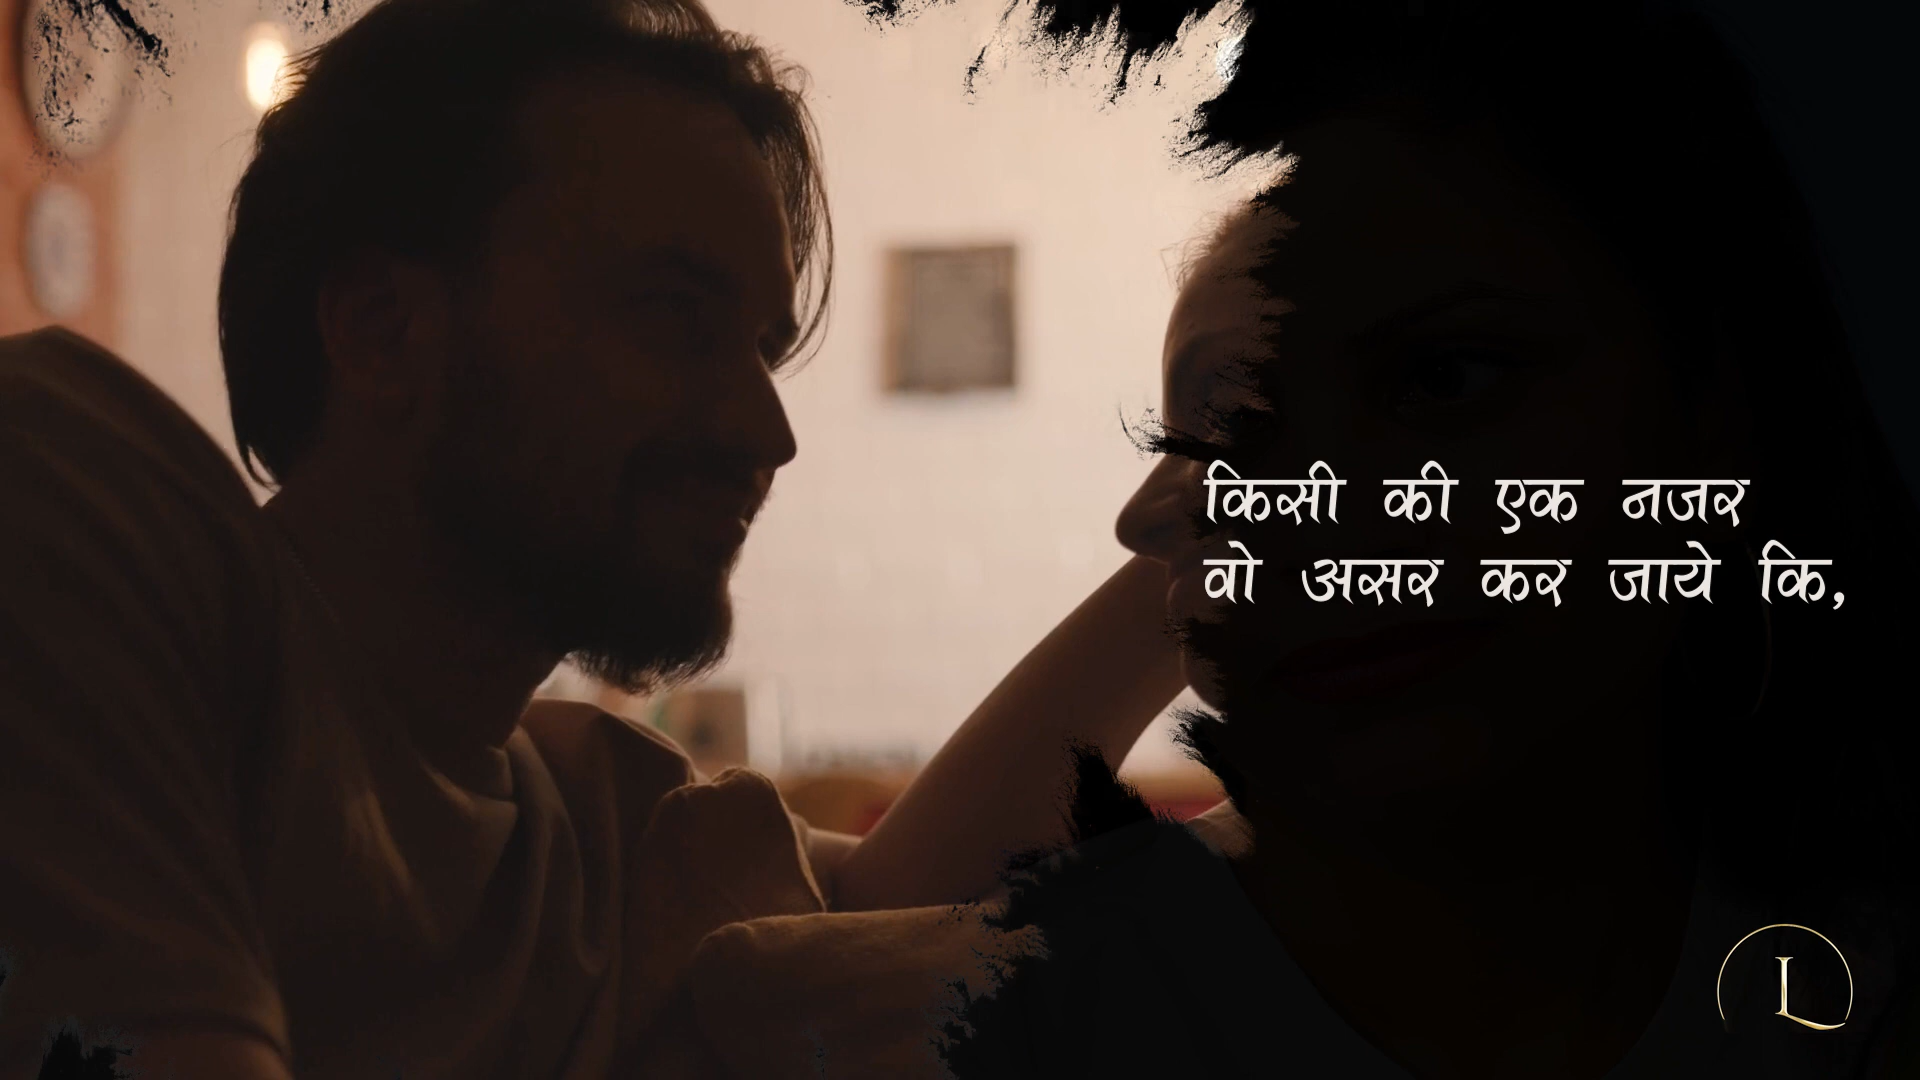 किसी की एक नजर
वो असर कर जाये कि,
L